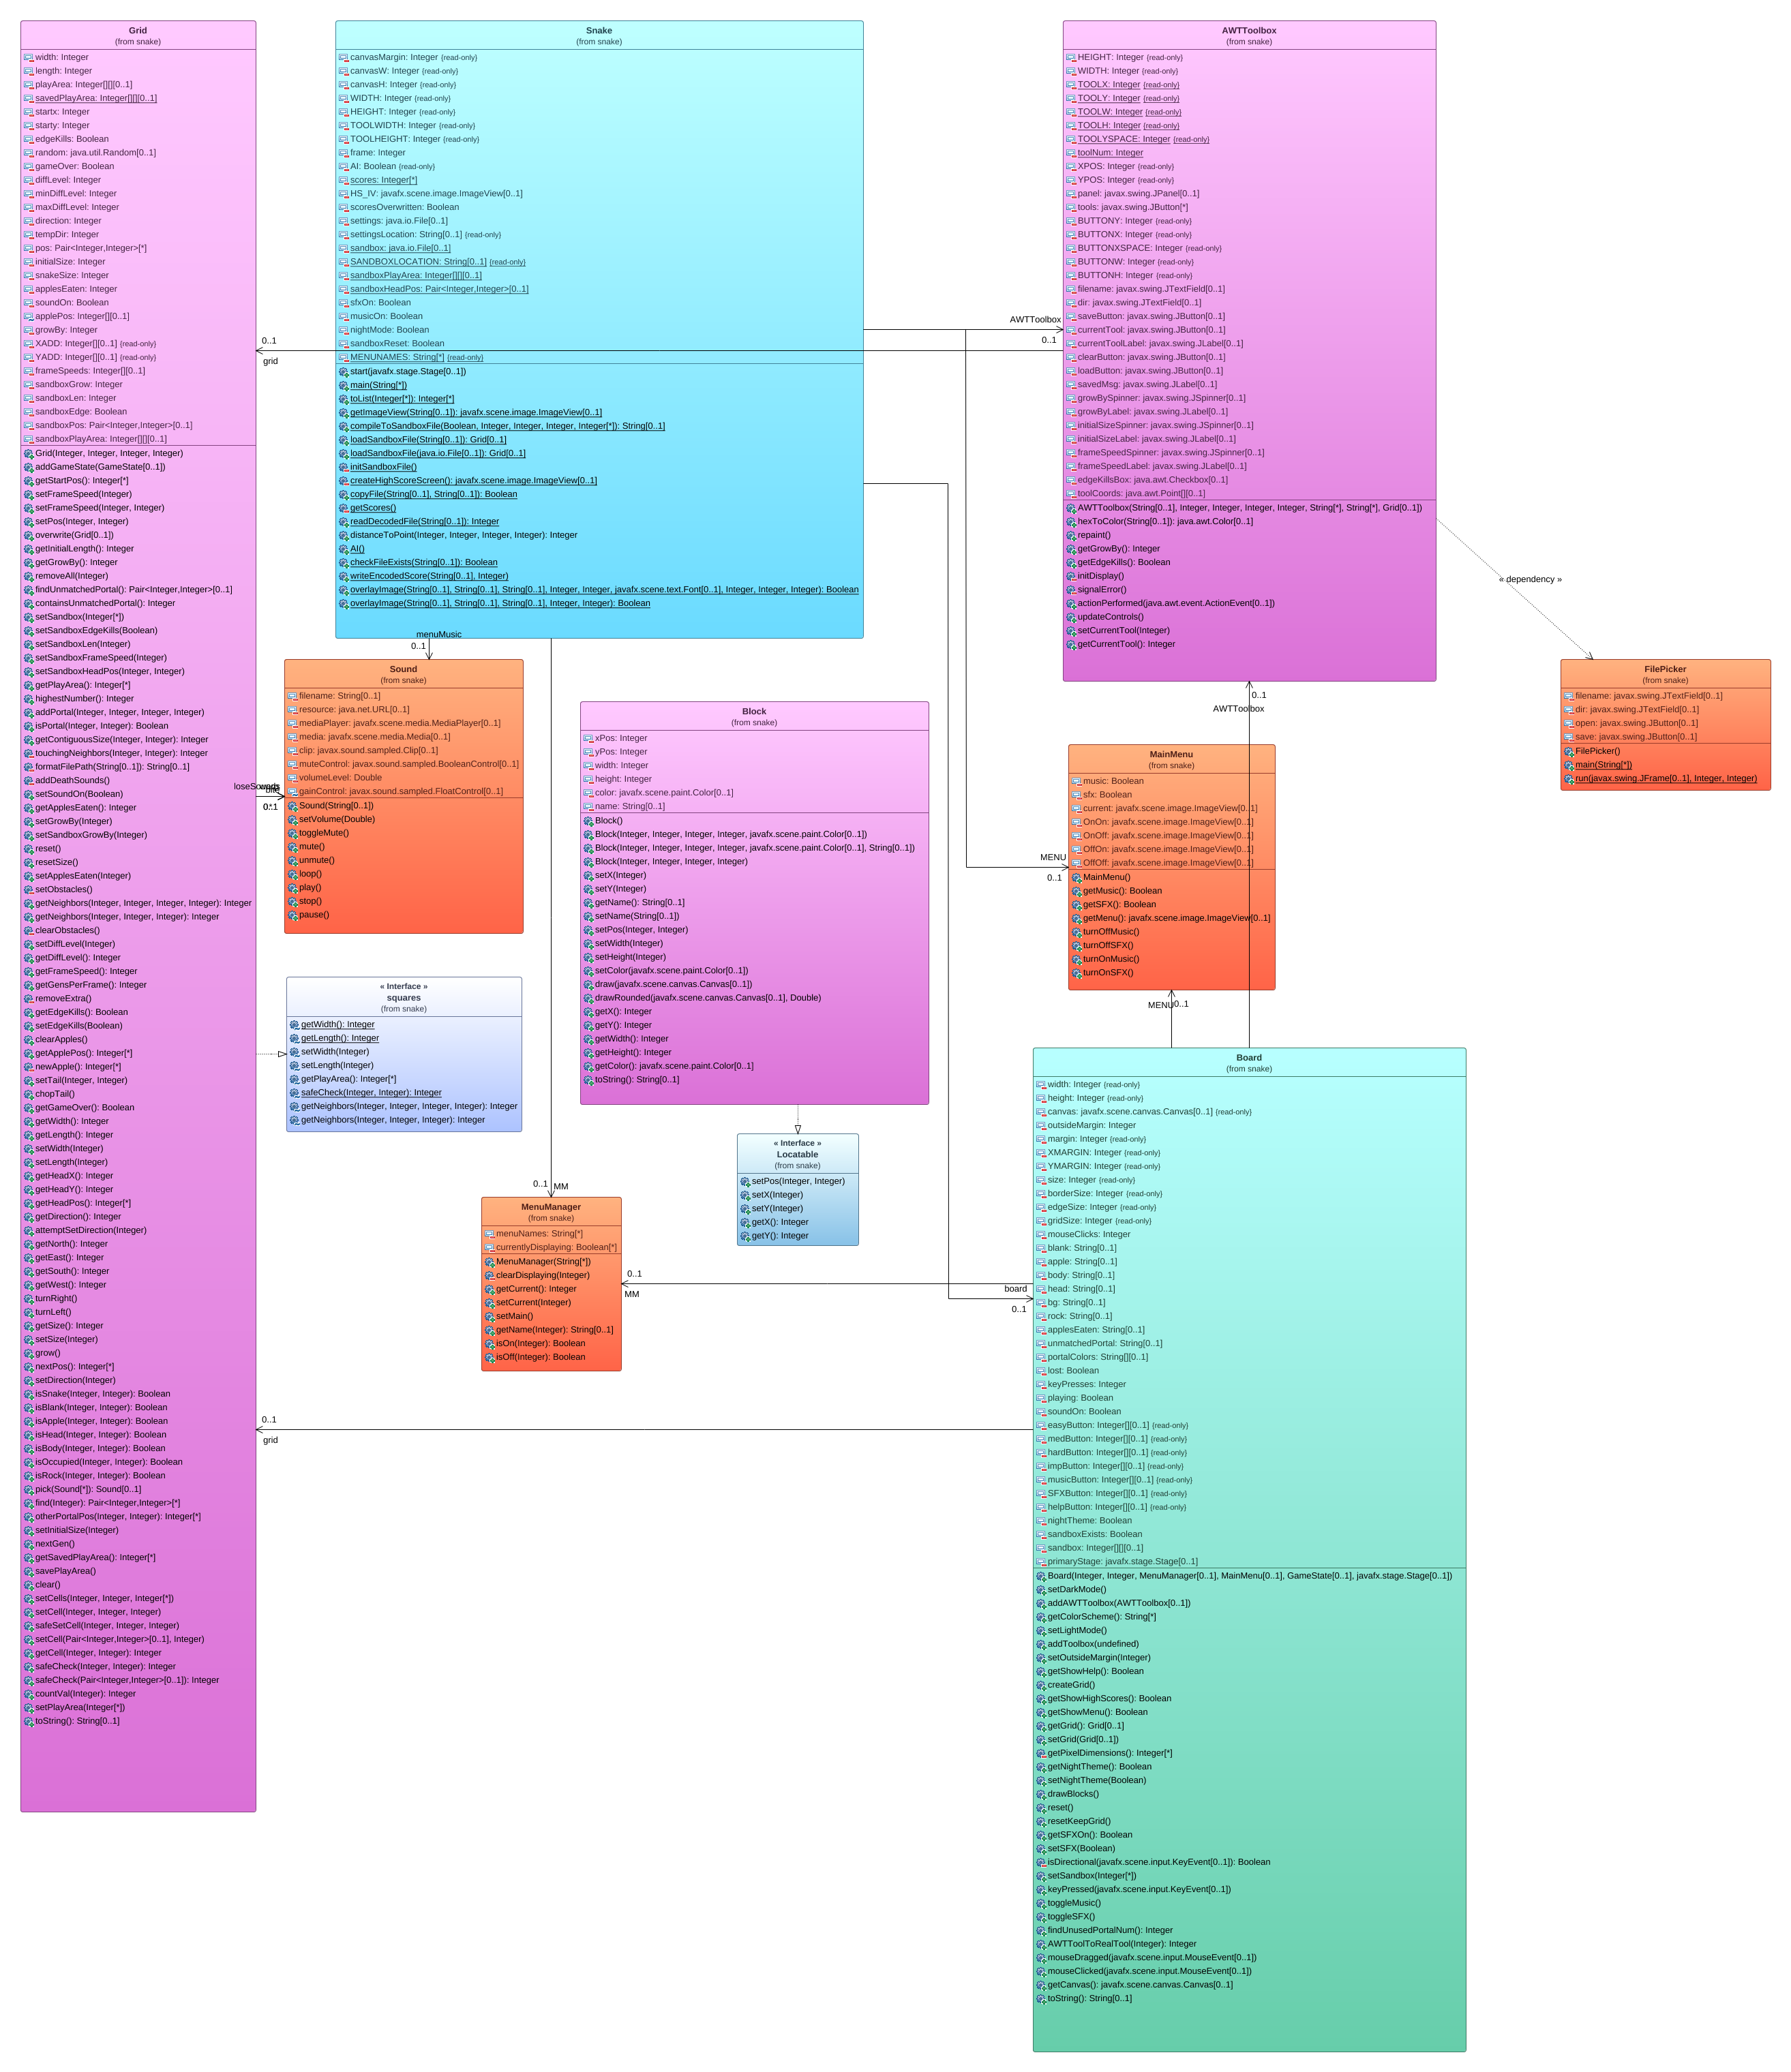 Grid
(from snake)
width: Integer
length: Integer
playArea: Integer[][][0..1]
savedPlayArea: Integer[][][0..1]
startx: Integer
starty: Integer
edgeKills: Boolean
random: java.util.Random[0..1]
gameOver: Boolean
diffLevel: Integer
minDiffLevel: Integer
maxDiffLevel: Integer
direction: Integer
tempDir: Integer
pos: Pair<Integer,Integer>[*]
initialSize: Integer
snakeSize: Integer
applesEaten: Integer
soundOn: Boolean
applePos: Integer[][0..1]
growBy: Integer
XADD: Integer[][0..1] {read-only}
YADD: Integer[][0..1] {read-only}
frameSpeeds: Integer[][0..1]
sandboxGrow: Integer
sandboxLen: Integer
sandboxEdge: Boolean
sandboxPos: Pair<Integer,Integer>[0..1]
sandboxPlayArea: Integer[][][0..1]
Grid(Integer, Integer, Integer, Integer)
addGameState(GameState[0..1])
getStartPos(): Integer[*]
setFrameSpeed(Integer)
setFrameSpeed(Integer, Integer)
setPos(Integer, Integer)
overwrite(Grid[0..1])
getInitialLength(): Integer
getGrowBy(): Integer
removeAll(Integer)
findUnmatchedPortal(): Pair<Integer,Integer>[0..1]
containsUnmatchedPortal(): Integer
setSandbox(Integer[*])
setSandboxEdgeKills(Boolean)
setSandboxLen(Integer)
setSandboxFrameSpeed(Integer)
setSandboxHeadPos(Integer, Integer)
getPlayArea(): Integer[*]
highestNumber(): Integer
addPortal(Integer, Integer, Integer, Integer)
isPortal(Integer, Integer): Boolean
getContiguousSize(Integer, Integer): Integer
touchingNeighbors(Integer, Integer): Integer
formatFilePath(String[0..1]): String[0..1]
addDeathSounds()
setSoundOn(Boolean)
getApplesEaten(): Integer
setGrowBy(Integer)
setSandboxGrowBy(Integer)
reset()
resetSize()
setApplesEaten(Integer)
setObstacles()
getNeighbors(Integer, Integer, Integer, Integer): Integer
getNeighbors(Integer, Integer, Integer): Integer
clearObstacles()
setDiffLevel(Integer)
getDiffLevel(): Integer
getFrameSpeed(): Integer
getGensPerFrame(): Integer
removeExtra()
getEdgeKills(): Boolean
setEdgeKills(Boolean)
clearApples()
getApplePos(): Integer[*]
newApple(): Integer[*]
setTail(Integer, Integer)
chopTail()
getGameOver(): Boolean
getWidth(): Integer
getLength(): Integer
setWidth(Integer)
setLength(Integer)
getHeadX(): Integer
getHeadY(): Integer
getHeadPos(): Integer[*]
getDirection(): Integer
attemptSetDirection(Integer)
getNorth(): Integer
getEast(): Integer
getSouth(): Integer
getWest(): Integer
turnRight()
turnLeft()
getSize(): Integer
setSize(Integer)
grow()
nextPos(): Integer[*]
setDirection(Integer)
isSnake(Integer, Integer): Boolean
isBlank(Integer, Integer): Boolean
isApple(Integer, Integer): Boolean
isHead(Integer, Integer): Boolean
isBody(Integer, Integer): Boolean
isOccupied(Integer, Integer): Boolean
isRock(Integer, Integer): Boolean
pick(Sound[*]): Sound[0..1]
find(Integer): Pair<Integer,Integer>[*]
otherPortalPos(Integer, Integer): Integer[*]
setInitialSize(Integer)
nextGen()
getSavedPlayArea(): Integer[*]
savePlayArea()
clear()
setCells(Integer, Integer, Integer[*])
setCell(Integer, Integer, Integer)
safeSetCell(Integer, Integer, Integer)
setCell(Pair<Integer,Integer>[0..1], Integer)
getCell(Integer, Integer): Integer
safeCheck(Integer, Integer): Integer
safeCheck(Pair<Integer,Integer>[0..1]): Integer
countVal(Integer): Integer
setPlayArea(Integer[*])
toString(): String[0..1]
Snake
(from snake)
canvasMargin: Integer {read-only}
canvasW: Integer {read-only}
canvasH: Integer {read-only}
WIDTH: Integer {read-only}
HEIGHT: Integer {read-only}
TOOLWIDTH: Integer {read-only}
TOOLHEIGHT: Integer {read-only}
frame: Integer
AI: Boolean {read-only}
scores: Integer[*]
HS_IV: javafx.scene.image.ImageView[0..1]
scoresOverwritten: Boolean
settings: java.io.File[0..1]
settingsLocation: String[0..1] {read-only}
sandbox: java.io.File[0..1]
SANDBOXLOCATION: String[0..1] {read-only}
sandboxPlayArea: Integer[][][0..1]
sandboxHeadPos: Pair<Integer,Integer>[0..1]
sfxOn: Boolean
musicOn: Boolean
nightMode: Boolean
sandboxReset: Boolean
MENUNAMES: String[*] {read-only}
start(javafx.stage.Stage[0..1])
main(String[*])
toList(Integer[*]): Integer[*]
getImageView(String[0..1]): javafx.scene.image.ImageView[0..1]
compileToSandboxFile(Boolean, Integer, Integer, Integer, Integer[*]): String[0..1]
loadSandboxFile(String[0..1]): Grid[0..1]
loadSandboxFile(java.io.File[0..1]): Grid[0..1]
initSandboxFile()
createHighScoreScreen(): javafx.scene.image.ImageView[0..1]
copyFile(String[0..1], String[0..1]): Boolean
getScores()
readDecodedFile(String[0..1]): Integer
distanceToPoint(Integer, Integer, Integer, Integer): Integer
AI()
checkFileExists(String[0..1]): Boolean
writeEncodedScore(String[0..1], Integer)
overlayImage(String[0..1], String[0..1], String[0..1], Integer, Integer, javafx.scene.text.Font[0..1], Integer, Integer, Integer): Boolean
overlayImage(String[0..1], String[0..1], String[0..1], Integer, Integer): Boolean
AWTToolbox
(from snake)
HEIGHT: Integer {read-only}
WIDTH: Integer {read-only}
TOOLX: Integer {read-only}
TOOLY: Integer {read-only}
TOOLW: Integer {read-only}
TOOLH: Integer {read-only}
TOOLYSPACE: Integer {read-only}
toolNum: Integer
XPOS: Integer {read-only}
YPOS: Integer {read-only}
panel: javax.swing.JPanel[0..1]
tools: javax.swing.JButton[*]
BUTTONY: Integer {read-only}
BUTTONX: Integer {read-only}
BUTTONXSPACE: Integer {read-only}
BUTTONW: Integer {read-only}
BUTTONH: Integer {read-only}
filename: javax.swing.JTextField[0..1]
dir: javax.swing.JTextField[0..1]
saveButton: javax.swing.JButton[0..1]
currentTool: javax.swing.JButton[0..1]
currentToolLabel: javax.swing.JLabel[0..1]
clearButton: javax.swing.JButton[0..1]
loadButton: javax.swing.JButton[0..1]
savedMsg: javax.swing.JLabel[0..1]
growBySpinner: javax.swing.JSpinner[0..1]
growByLabel: javax.swing.JLabel[0..1]
initialSizeSpinner: javax.swing.JSpinner[0..1]
initialSizeLabel: javax.swing.JLabel[0..1]
frameSpeedSpinner: javax.swing.JSpinner[0..1]
frameSpeedLabel: javax.swing.JLabel[0..1]
edgeKillsBox: java.awt.Checkbox[0..1]
toolCoords: java.awt.Point[][0..1]
AWTToolbox(String[0..1], Integer, Integer, Integer, Integer, String[*], String[*], Grid[0..1])
hexToColor(String[0..1]): java.awt.Color[0..1]
repaint()
getGrowBy(): Integer
getEdgeKills(): Boolean
initDisplay()
signalError()
actionPerformed(java.awt.event.ActionEvent[0..1])
updateControls()
setCurrentTool(Integer)
getCurrentTool(): Integer
AWTToolbox
0..1
0..1
grid
« dependency »
menuMusic
0..1
Sound
(from snake)
filename: String[0..1]
resource: java.net.URL[0..1]
mediaPlayer: javafx.scene.media.MediaPlayer[0..1]
media: javafx.scene.media.Media[0..1]
clip: javax.sound.sampled.Clip[0..1]
muteControl: javax.sound.sampled.BooleanControl[0..1]
volumeLevel: Double
gainControl: javax.sound.sampled.FloatControl[0..1]
Sound(String[0..1])
setVolume(Double)
toggleMute()
mute()
unmute()
loop()
play()
stop()
pause()
loseSounds
0..1
FilePicker
(from snake)
filename: javax.swing.JTextField[0..1]
dir: javax.swing.JTextField[0..1]
open: javax.swing.JButton[0..1]
save: javax.swing.JButton[0..1]
FilePicker()
main(String[*])
run(javax.swing.JFrame[0..1], Integer, Integer)
Block
(from snake)
xPos: Integer
yPos: Integer
width: Integer
height: Integer
color: javafx.scene.paint.Color[0..1]
name: String[0..1]
Block()
Block(Integer, Integer, Integer, Integer, javafx.scene.paint.Color[0..1])
Block(Integer, Integer, Integer, Integer, javafx.scene.paint.Color[0..1], String[0..1])
Block(Integer, Integer, Integer, Integer)
setX(Integer)
setY(Integer)
getName(): String[0..1]
setName(String[0..1])
setPos(Integer, Integer)
setWidth(Integer)
setHeight(Integer)
setColor(javafx.scene.paint.Color[0..1])
draw(javafx.scene.canvas.Canvas[0..1])
drawRounded(javafx.scene.canvas.Canvas[0..1], Double)
getX(): Integer
getY(): Integer
getWidth(): Integer
getHeight(): Integer
getColor(): javafx.scene.paint.Color[0..1]
toString(): String[0..1]
0..1
AWTToolbox
MainMenu
(from snake)
music: Boolean
sfx: Boolean
current: javafx.scene.image.ImageView[0..1]
OnOn: javafx.scene.image.ImageView[0..1]
OnOff: javafx.scene.image.ImageView[0..1]
OffOn: javafx.scene.image.ImageView[0..1]
OffOff: javafx.scene.image.ImageView[0..1]
MainMenu()
getMusic(): Boolean
getSFX(): Boolean
getMenu(): javafx.scene.image.ImageView[0..1]
turnOffMusic()
turnOffSFX()
turnOnMusic()
turnOnSFX()
MENU
0..1
MENU
0..1
« Interface »
squares
(from snake)
getWidth(): Integer
getLength(): Integer
setWidth(Integer)
setLength(Integer)
getPlayArea(): Integer[*]
safeCheck(Integer, Integer): Integer
getNeighbors(Integer, Integer, Integer, Integer): Integer
getNeighbors(Integer, Integer, Integer): Integer
« Interface »
Locatable
(from snake)
setPos(Integer, Integer)
setX(Integer)
setY(Integer)
getX(): Integer
getY(): Integer
0..1
MM
MenuManager
(from snake)
menuNames: String[*]
currentlyDisplaying: Boolean[*]
MenuManager(String[*])
clearDisplaying(Integer)
getCurrent(): Integer
setCurrent(Integer)
setMain()
getName(Integer): String[0..1]
isOn(Integer): Boolean
isOff(Integer): Boolean
0..1
MM
board
0..1
0..1
grid
Board
(from snake)
width: Integer {read-only}
height: Integer {read-only}
canvas: javafx.scene.canvas.Canvas[0..1] {read-only}
outsideMargin: Integer
margin: Integer {read-only}
XMARGIN: Integer {read-only}
YMARGIN: Integer {read-only}
size: Integer {read-only}
borderSize: Integer {read-only}
edgeSize: Integer {read-only}
gridSize: Integer {read-only}
mouseClicks: Integer
blank: String[0..1]
apple: String[0..1]
body: String[0..1]
head: String[0..1]
bg: String[0..1]
rock: String[0..1]
applesEaten: String[0..1]
unmatchedPortal: String[0..1]
portalColors: String[][0..1]
lost: Boolean
keyPresses: Integer
playing: Boolean
soundOn: Boolean
easyButton: Integer[][0..1] {read-only}
medButton: Integer[][0..1] {read-only}
hardButton: Integer[][0..1] {read-only}
impButton: Integer[][0..1] {read-only}
musicButton: Integer[][0..1] {read-only}
SFXButton: Integer[][0..1] {read-only}
helpButton: Integer[][0..1] {read-only}
nightTheme: Boolean
sandboxExists: Boolean
sandbox: Integer[][][0..1]
primaryStage: javafx.stage.Stage[0..1]
Board(Integer, Integer, MenuManager[0..1], MainMenu[0..1], GameState[0..1], javafx.stage.Stage[0..1])
setDarkMode()
addAWTToolbox(AWTToolbox[0..1])
getColorScheme(): String[*]
setLightMode()
addToolbox(undefined)
setOutsideMargin(Integer)
getShowHelp(): Boolean
createGrid()
getShowHighScores(): Boolean
getShowMenu(): Boolean
getGrid(): Grid[0..1]
setGrid(Grid[0..1])
getPixelDimensions(): Integer[*]
getNightTheme(): Boolean
setNightTheme(Boolean)
drawBlocks()
reset()
resetKeepGrid()
getSFXOn(): Boolean
setSFX(Boolean)
isDirectional(javafx.scene.input.KeyEvent[0..1]): Boolean
setSandbox(Integer[*])
keyPressed(javafx.scene.input.KeyEvent[0..1])
toggleMusic()
toggleSFX()
findUnusedPortalNum(): Integer
AWTToolToRealTool(Integer): Integer
mouseDragged(javafx.scene.input.MouseEvent[0..1])
mouseClicked(javafx.scene.input.MouseEvent[0..1])
getCanvas(): javafx.scene.canvas.Canvas[0..1]
toString(): String[0..1]